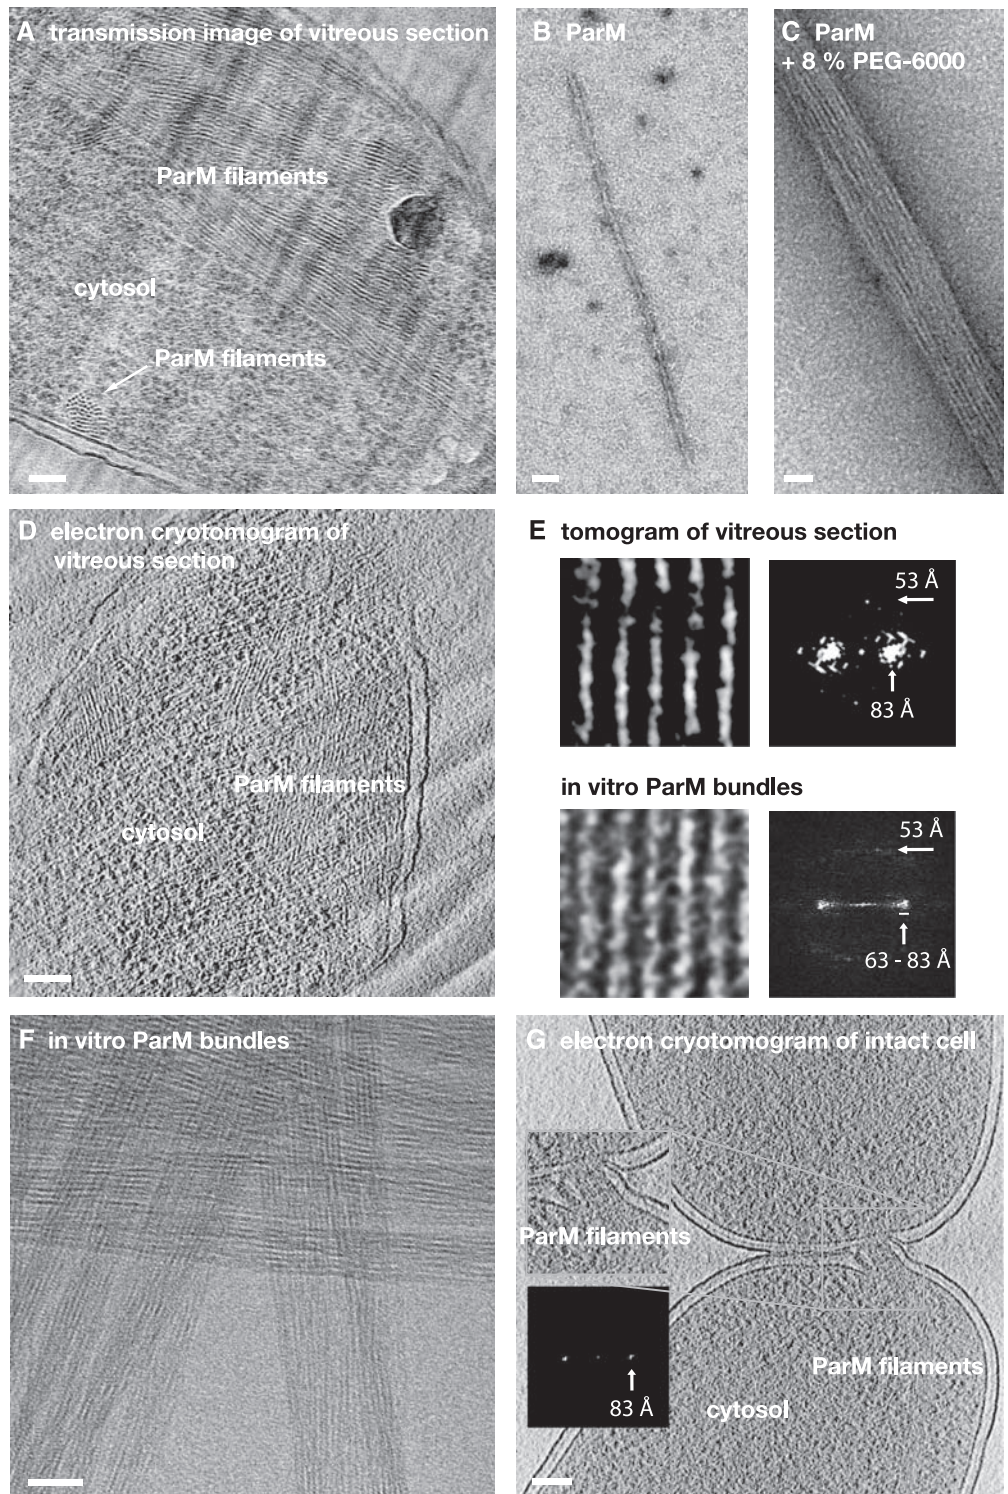 A transmission image of vitreous section
ParM filaments
cytosol
ParM filaments
B ParM
C ParM
+ 8 % PEG-6000
D electron cryotomogram of
vitreous section
ParM filaments
cytosol
E tomogram of vitreous section
53 Å
83 Å
in vitro ParM bundles
53 Å
63 - 83 Å
F in vitro ParM bundles
G electron cryotomogram of intact cell
ParM filaments
83 Å
ParM filaments
cytosol